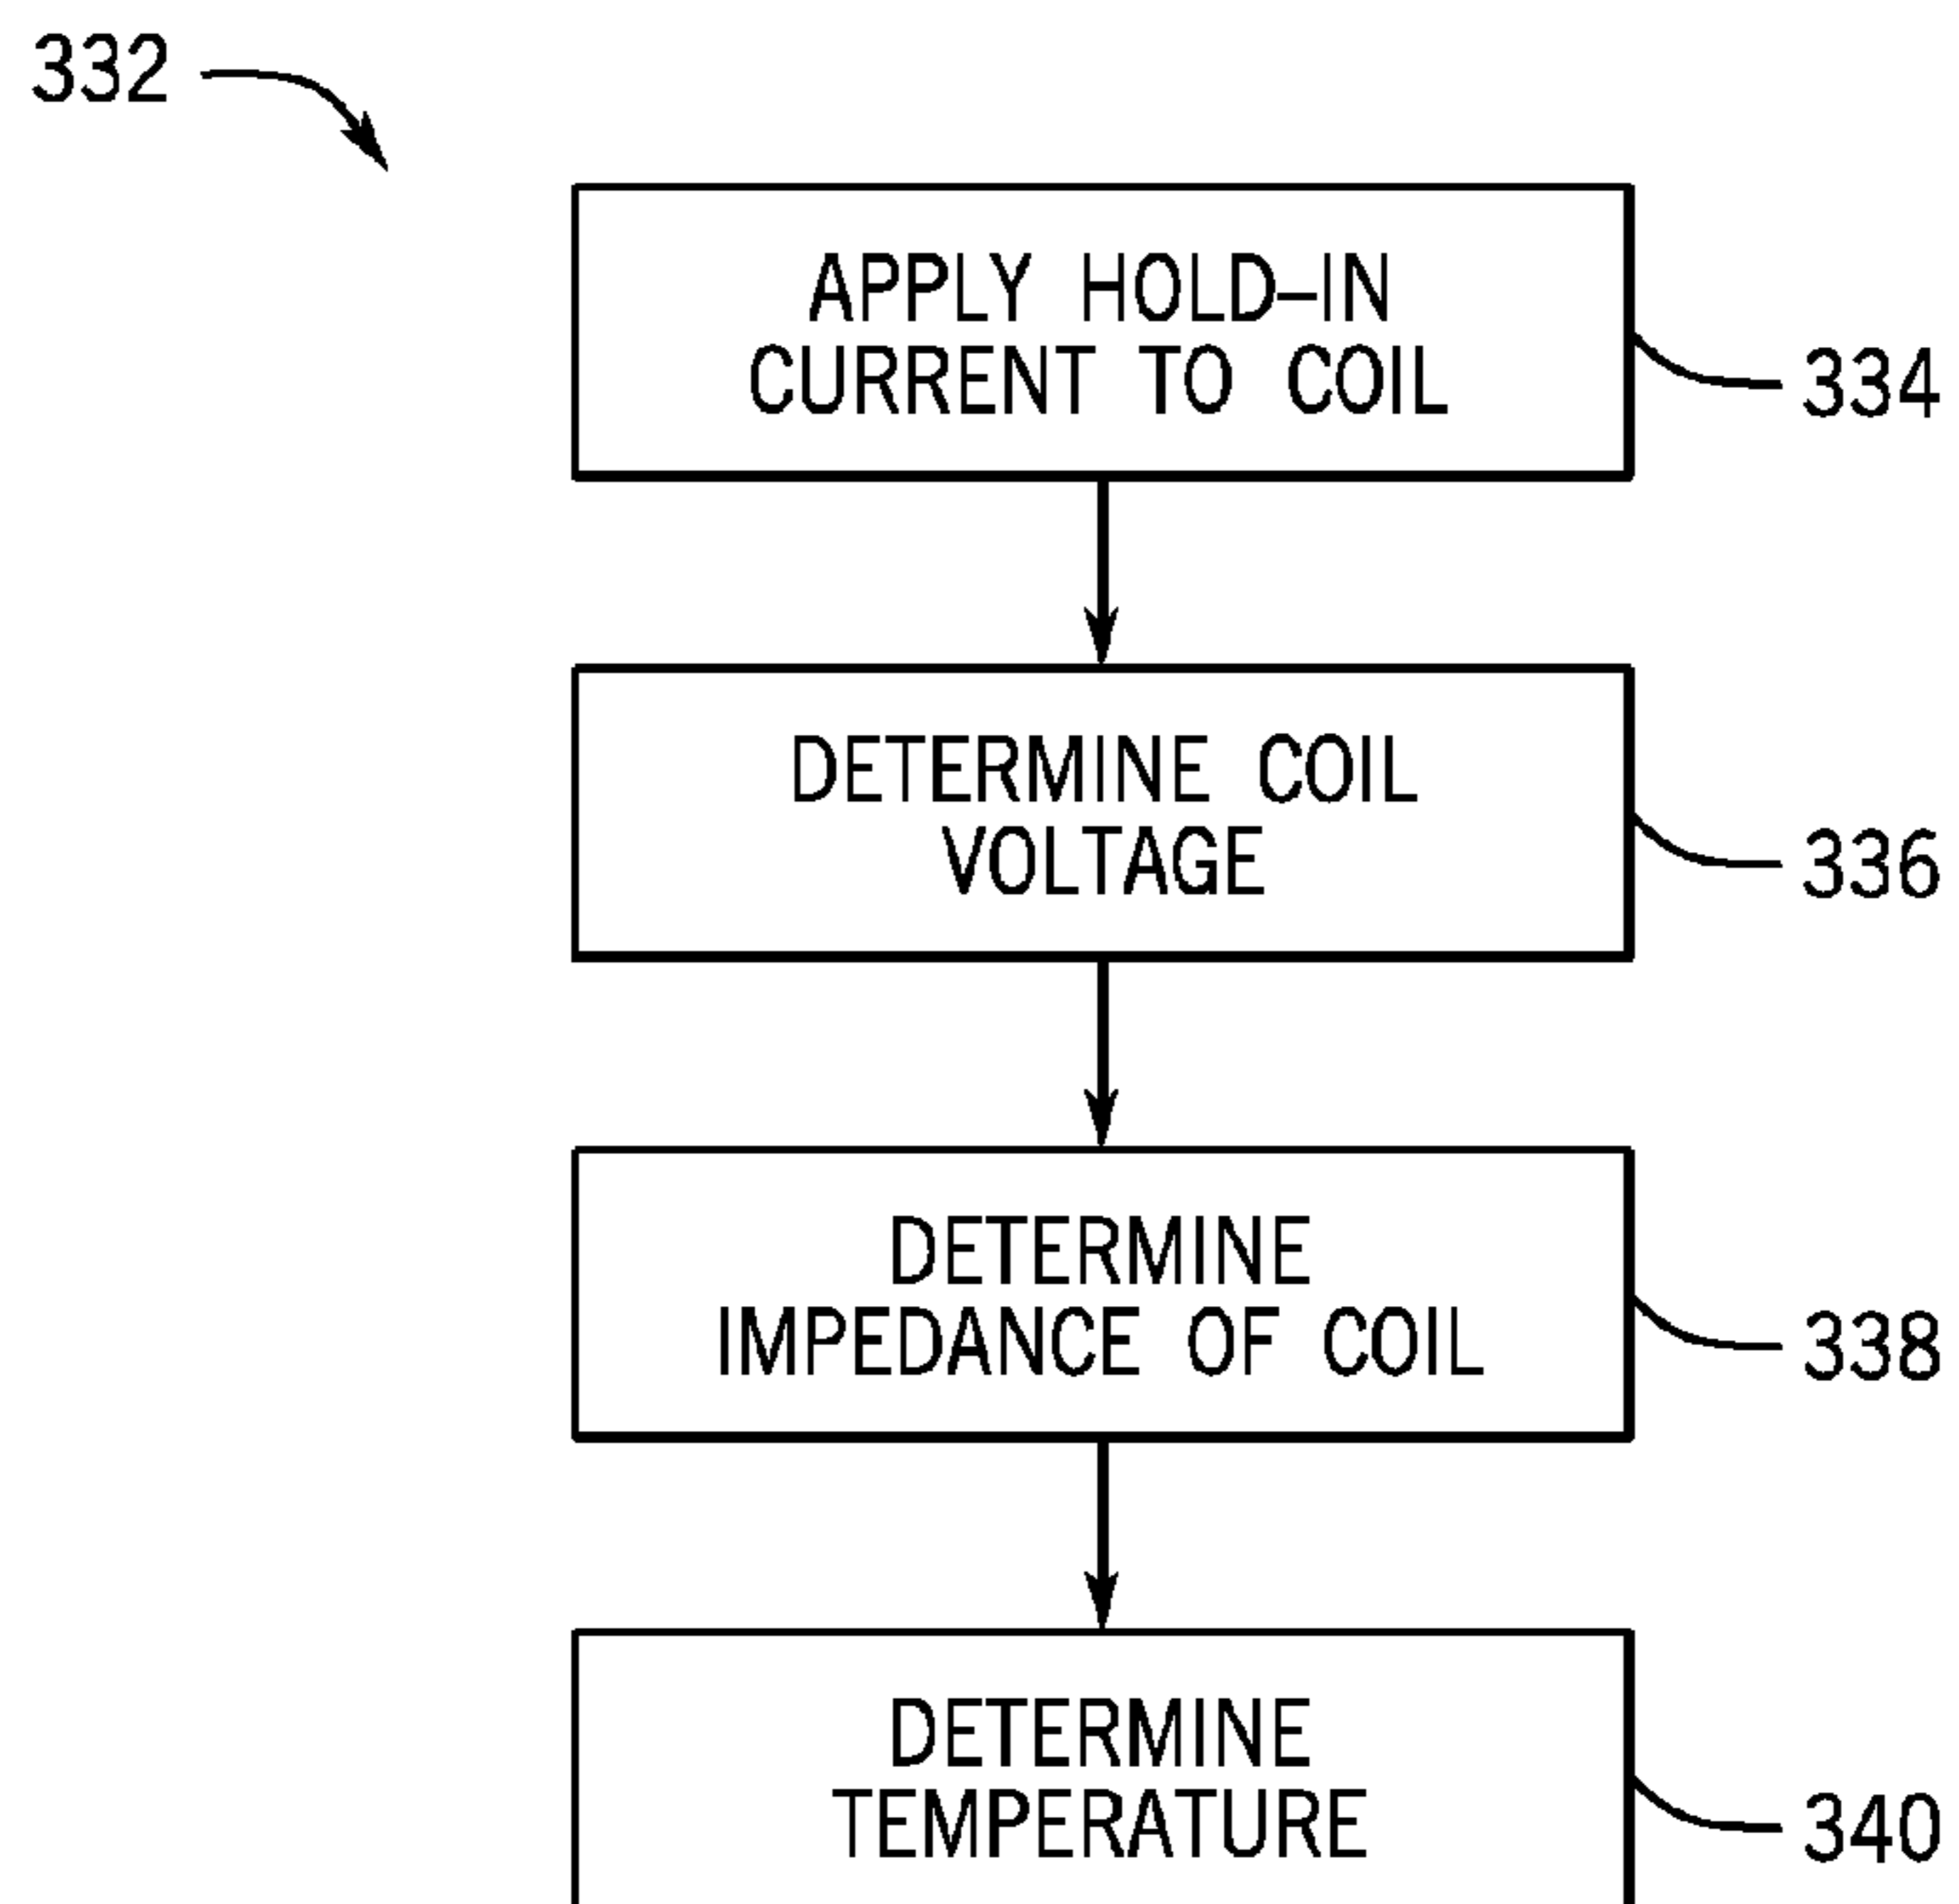 332
APPLY HOLD–IN
CURRENT TO COIL
334
DETERMINE COIL
VOLTAGE
336
DETERMINE
IMPEDANCE OF COIL
338
DETERMINE
TEMPERATURE
340